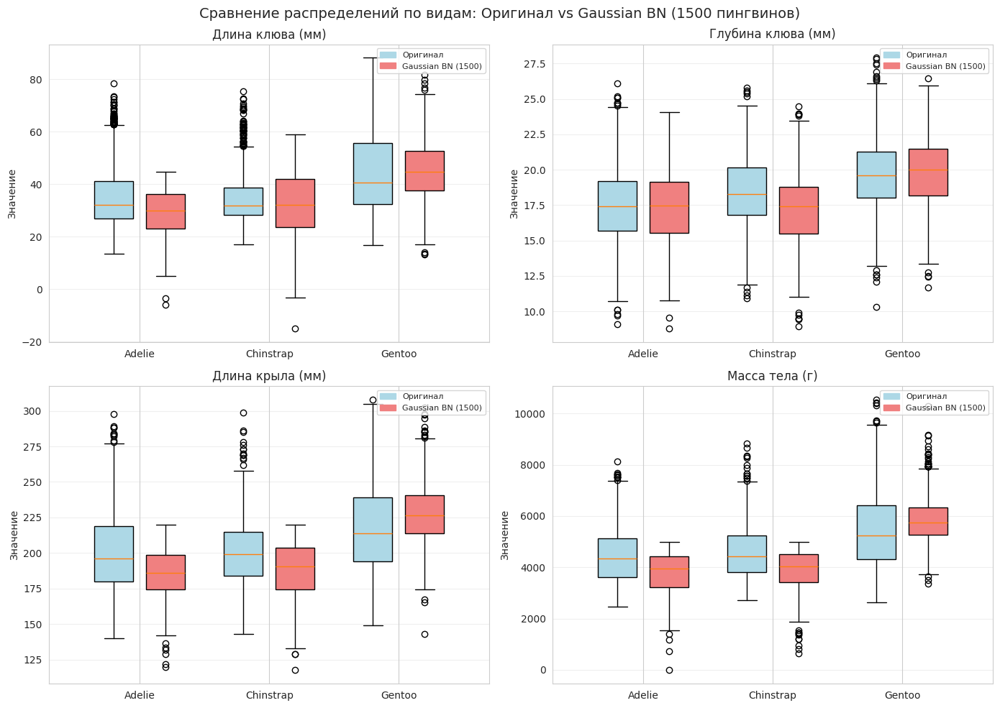 Сравнение распределений по видам: Оригинал vs Gaussian BN (1500 пингвинов)
Длина клюва (мм)
Оригинал
Gaussian BN (1500)
Значение
80
60
40
20
0
−20
Adelie
Chinstrap
Gentoo
Глубина клюва (мм)
Оригинал
Gaussian BN (1500)
Значение
27.5
25.0
22.5
20.0
17.5
15.0
12.5
10.0
Adelie
Chinstrap
Gentoo
Длина крыла (мм)
Оригинал
Gaussian BN (1500)
Значение
300
275
250
225
200
175
150
125
Adelie
Chinstrap
Gentoo
Масса тела (г)
Оригинал
Gaussian BN (1500)
Значение
10000
8000
6000
4000
2000
0
Adelie
Chinstrap
Gentoo